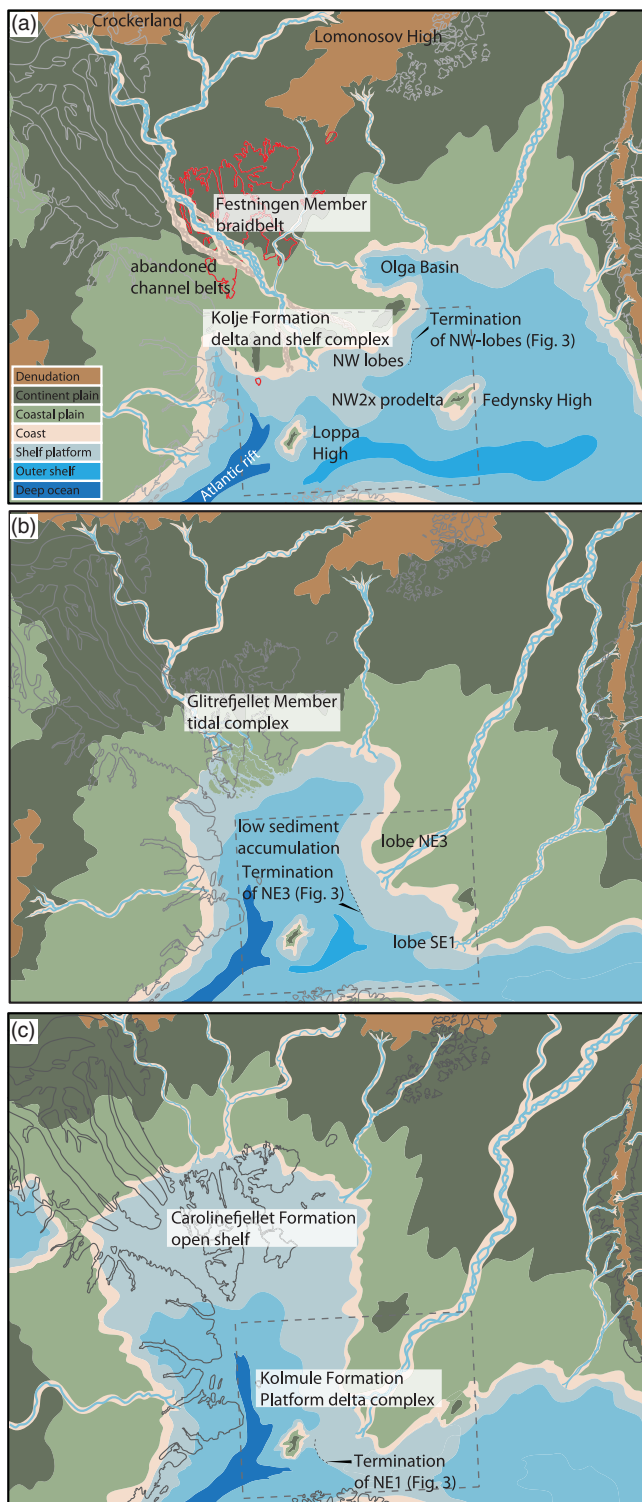 (a)
Crockerland
Lomonosov High
Festningen Member
braidbelt
abandoned
channel belts
Olga Basin
Kolje Formation
delta and shelf complex
Termination
of NW-lobes (Fig. 3)
NW lobes
NW2x prodelta
Fedynsky High
Loppa
High
Atlantic rift
Denudation
Continent plain
Coastal plain
Coast
Shelf platform
Outer shelf
Deep ocean
(b)
Glitrefjellet Member
tidal complex
low sediment
accumulation
lobe NE3
Termination
of NE3 (Fig. 3)
lobe SE1
(c)
Carolinefjellet Formation
open shelf
Kolmule Formation
Platform delta complex
Termination
of NE1 (Fig. 3)